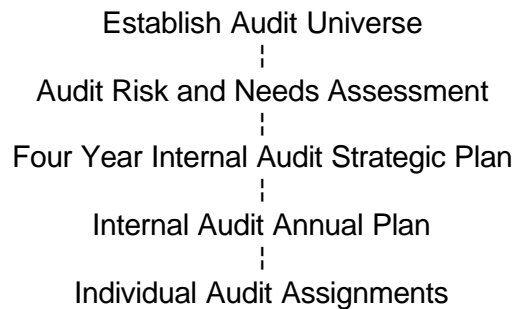 Establish Audit Universe
Audit Risk and Needs Assessment
Four Year Internal Audit Strategic Plan
Internal Audit Annual Plan
Individual Audit Assignments